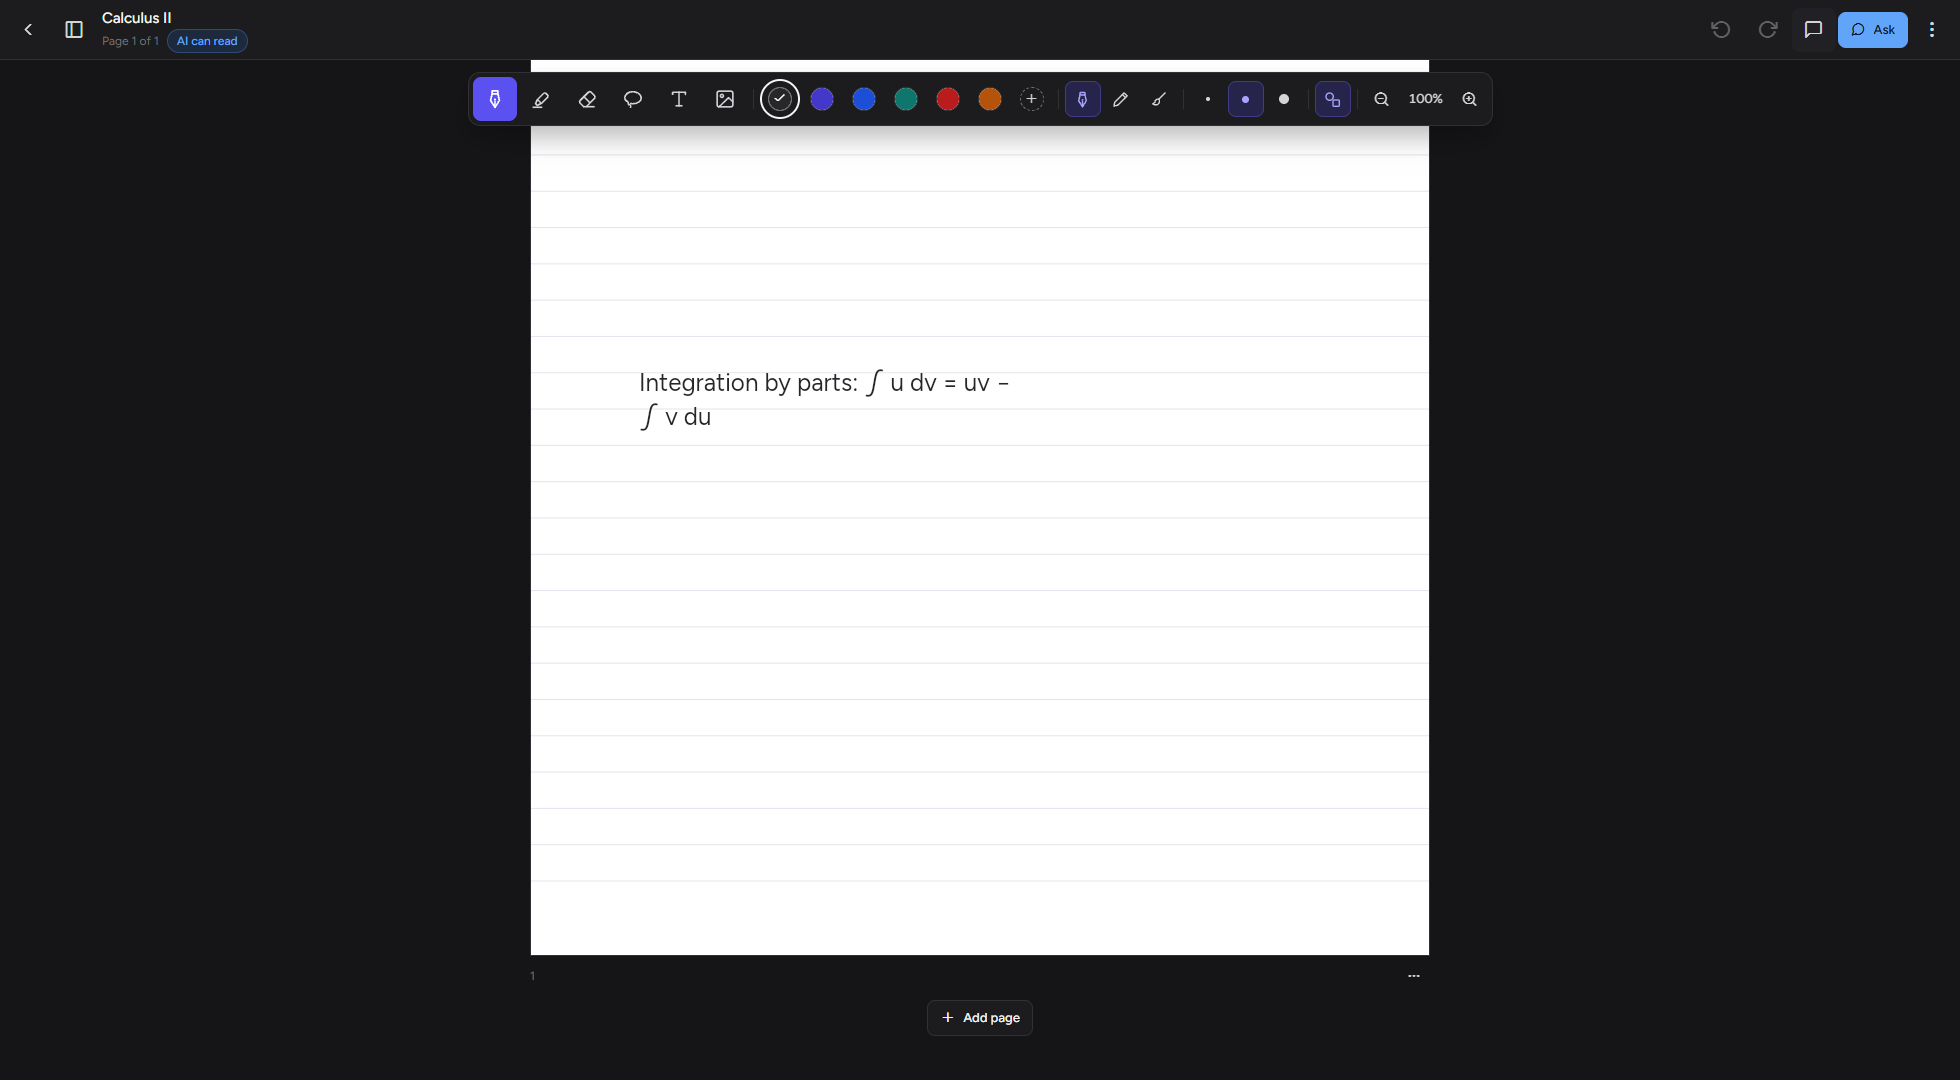 Calculus II
Page 1 of 1 AI can read
Ask
100%
Integration by parts: ∫ u dv = uv −
∫ v du
1
Add page